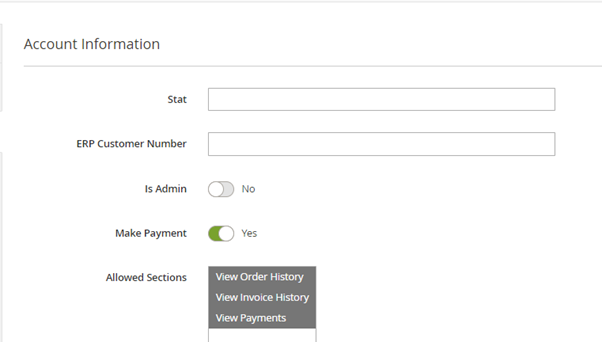 Account Information
Stat
ERP Customer Number
Is Admin No
Make Payment Yes
Allowed Sections View Order History
View Invoice History
View Payments